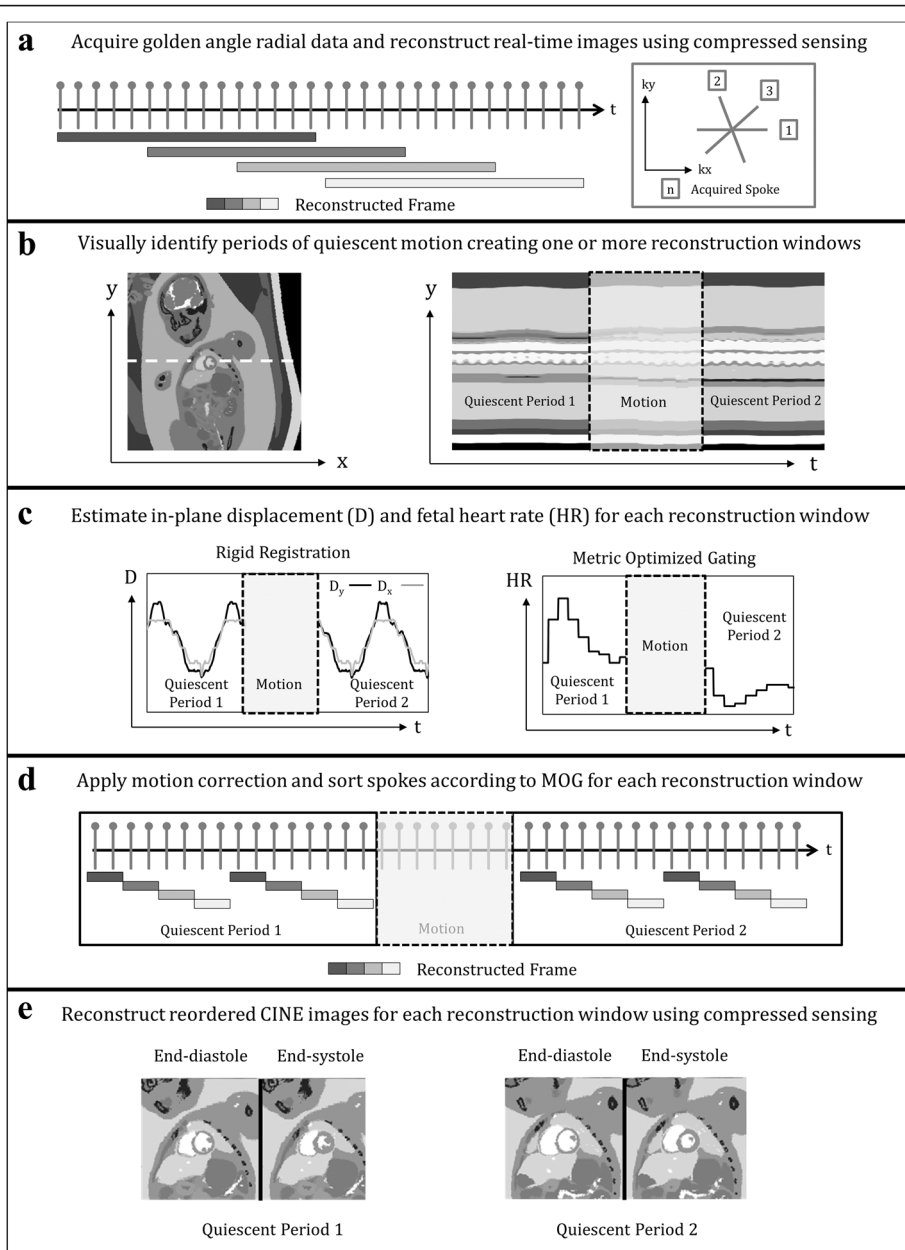 a Acquire golden angle radial data and reconstruct real-time images using compressed sensing
t
ky
2
3
1
kx
n Acquired Spoke
Reconstructed Frame
b Visually identify periods of quiescent motion creating one or more reconstruction windows
y
x
y
Quiescent Period 1
Motion
Quiescent Period 2
t
c Estimate in-plane displacement (D) and fetal heart rate (HR) for each reconstruction window
Rigid Registration
D
Dy
Dx
Quiescent
Period 1
Motion
Quiescent
Period 2
t
Metric Optimized Gating
HR
Quiescent
Period 1
Motion
Quiescent
Period 2
t
d Apply motion correction and sort spokes according to MOG for each reconstruction window
t
Quiescent Period 1
Motion
Quiescent Period 2
Reconstructed Frame
e Reconstruct reordered CINE images for each reconstruction window using compressed sensing
End-diastole End-systole
End-diastole End-systole
Quiescent Period 1
Quiescent Period 2